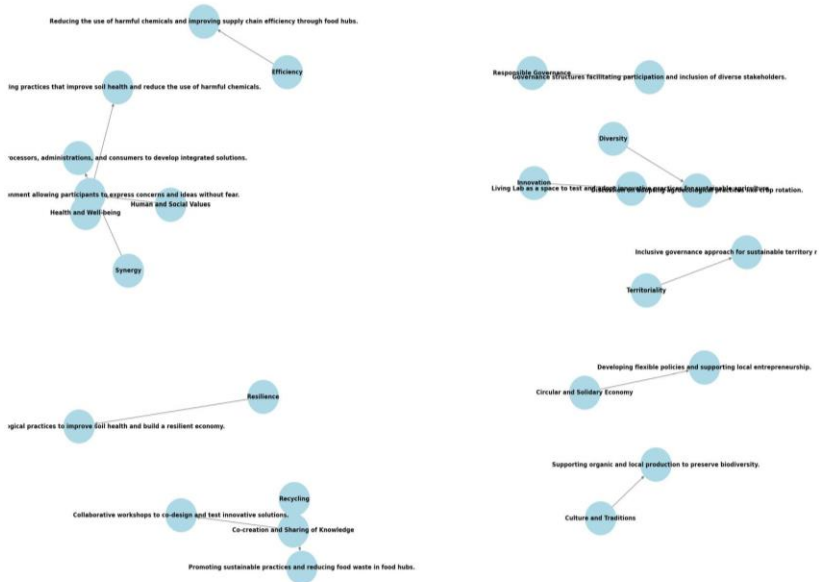 Reducing the use of harmful chemicals and improving supply chain efficiency through food hubs.
Efficiency
ing practices that improve soil health and reduce the use of harmful chemicals.
ocessors, administrations, and consumers to develop integrated solutions.
onment allowing participants to express concerns and ideas without fear.
Human and Social Values
Health and Well-being
Synergy
Resilience
gical practices to improve soil health and build a resilient economy.
Recycling
Collaborative workshops to co-design and test innovative solutions.
Co-creation and Sharing of Knowledge
Promoting sustainable practices and reducing food waste in food hubs.
Responsible Governance
Governance structures facilitating participation and inclusion of diverse stakeholders.
Diversity
Innovation
Living Lab as a space to test and adopt innovative practices for sustainable agriculture.
crop rotation.
Inclusive governance approach for sustainable territory
Territoriality
Developing flexible policies and supporting local entrepreneurship.
Circular and Solidary Economy
Supporting organic and local production to preserve biodiversity.
Culture and Traditions